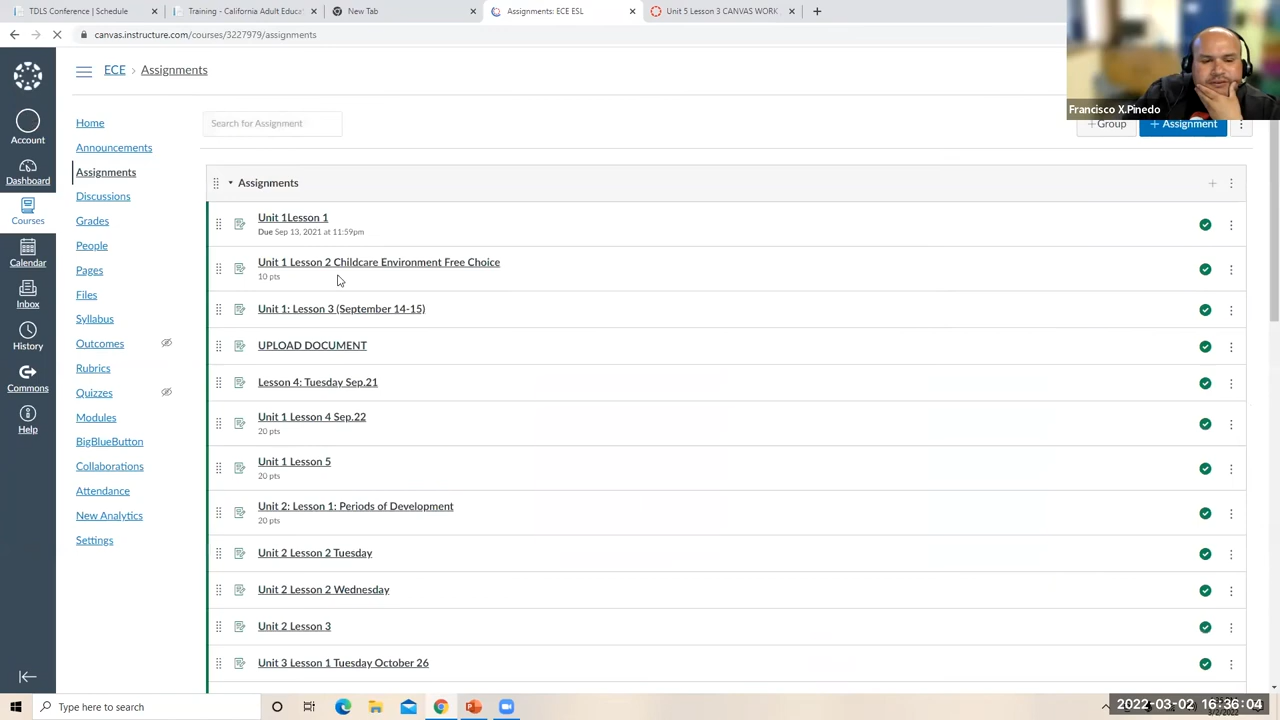 TDLS Conference | Schedule
Training - California Adult Educa
New Tab
Assignments: ECE ESL
Unit 5 Lesson 3 CANVAS WORK
canvas.instructure.com/courses/3227979/assignments
Francisco X.Pinedo
ECE > Assignments
Account
Dashboard
Courses
Calendar
Inbox
History
Commons
Help
Home
Announcements
Assignments
Discussions
Grades
People
Pages
Files
Syllabus
Outcomes
Rubrics
Quizzes
Modules
BigBlueButton
Collaborations
Attendance
New Analytics
Settings
Search for Assignment
+Group
+ Assignment
Assignments
Unit 1Lesson 1
Due Sep 13, 2021 at 11:59pm
Unit 1 Lesson 2 Childcare Environment Free Choice
10 pts
Unit 1: Lesson 3 (September 14-15)
UPLOAD DOCUMENT
Lesson 4: Tuesday Sep.21
Unit 1 Lesson 4 Sep.22
20 pts
Unit 1 Lesson 5
20 pts
Unit 2: Lesson 1: Periods of Development
20 pts
Unit 2 Lesson 2 Tuesday
Unit 2 Lesson 2 Wednesday
Unit 2 Lesson 3
Unit 3 Lesson 1 Tuesday October 26
Type here to search
2022-03-02 16:36:04